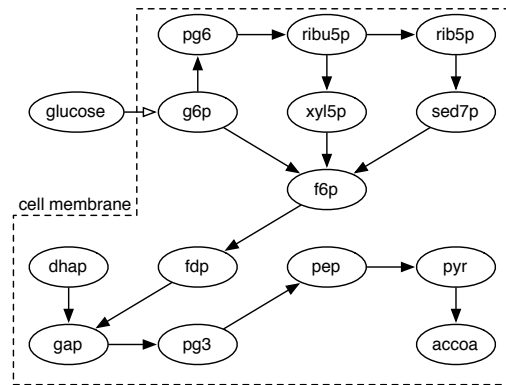 pg6
ribu5p
rib5p
glucose
g6p
xyl5p
sed7p
f6p
cell membrane
dhap
fdp
pep
pyr
gap
pg3
accoa